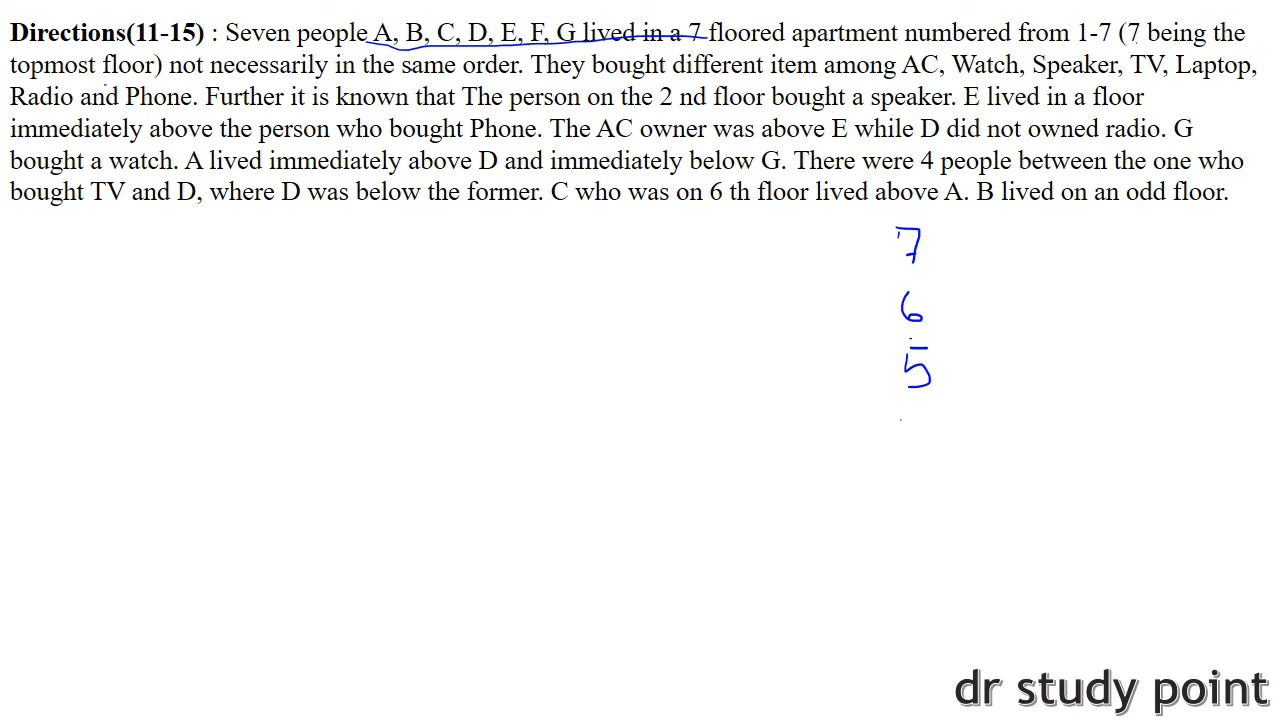 Directions(11-15) : Seven people A, B, C, D, E, F, G lived in a 7 floored apartment numbered from 1-7 (7 being the
topmost floor) not necessarily in the same order. They bought different item among AC, Watch, Speaker, TV, Laptop,
Radio and Phone. Further it is known that The person on the 2 nd floor bought a speaker. E lived in a floor
immediately above the person who bought Phone. The AC owner was above E while D did not owned radio. G
bought a watch. A lived immediately above D and immediately below G. There were 4 people between the one who
bought TV and D, where D was below the former. C who was on 6 th floor lived above A. B lived on an odd floor.
7
6
5
dr study point